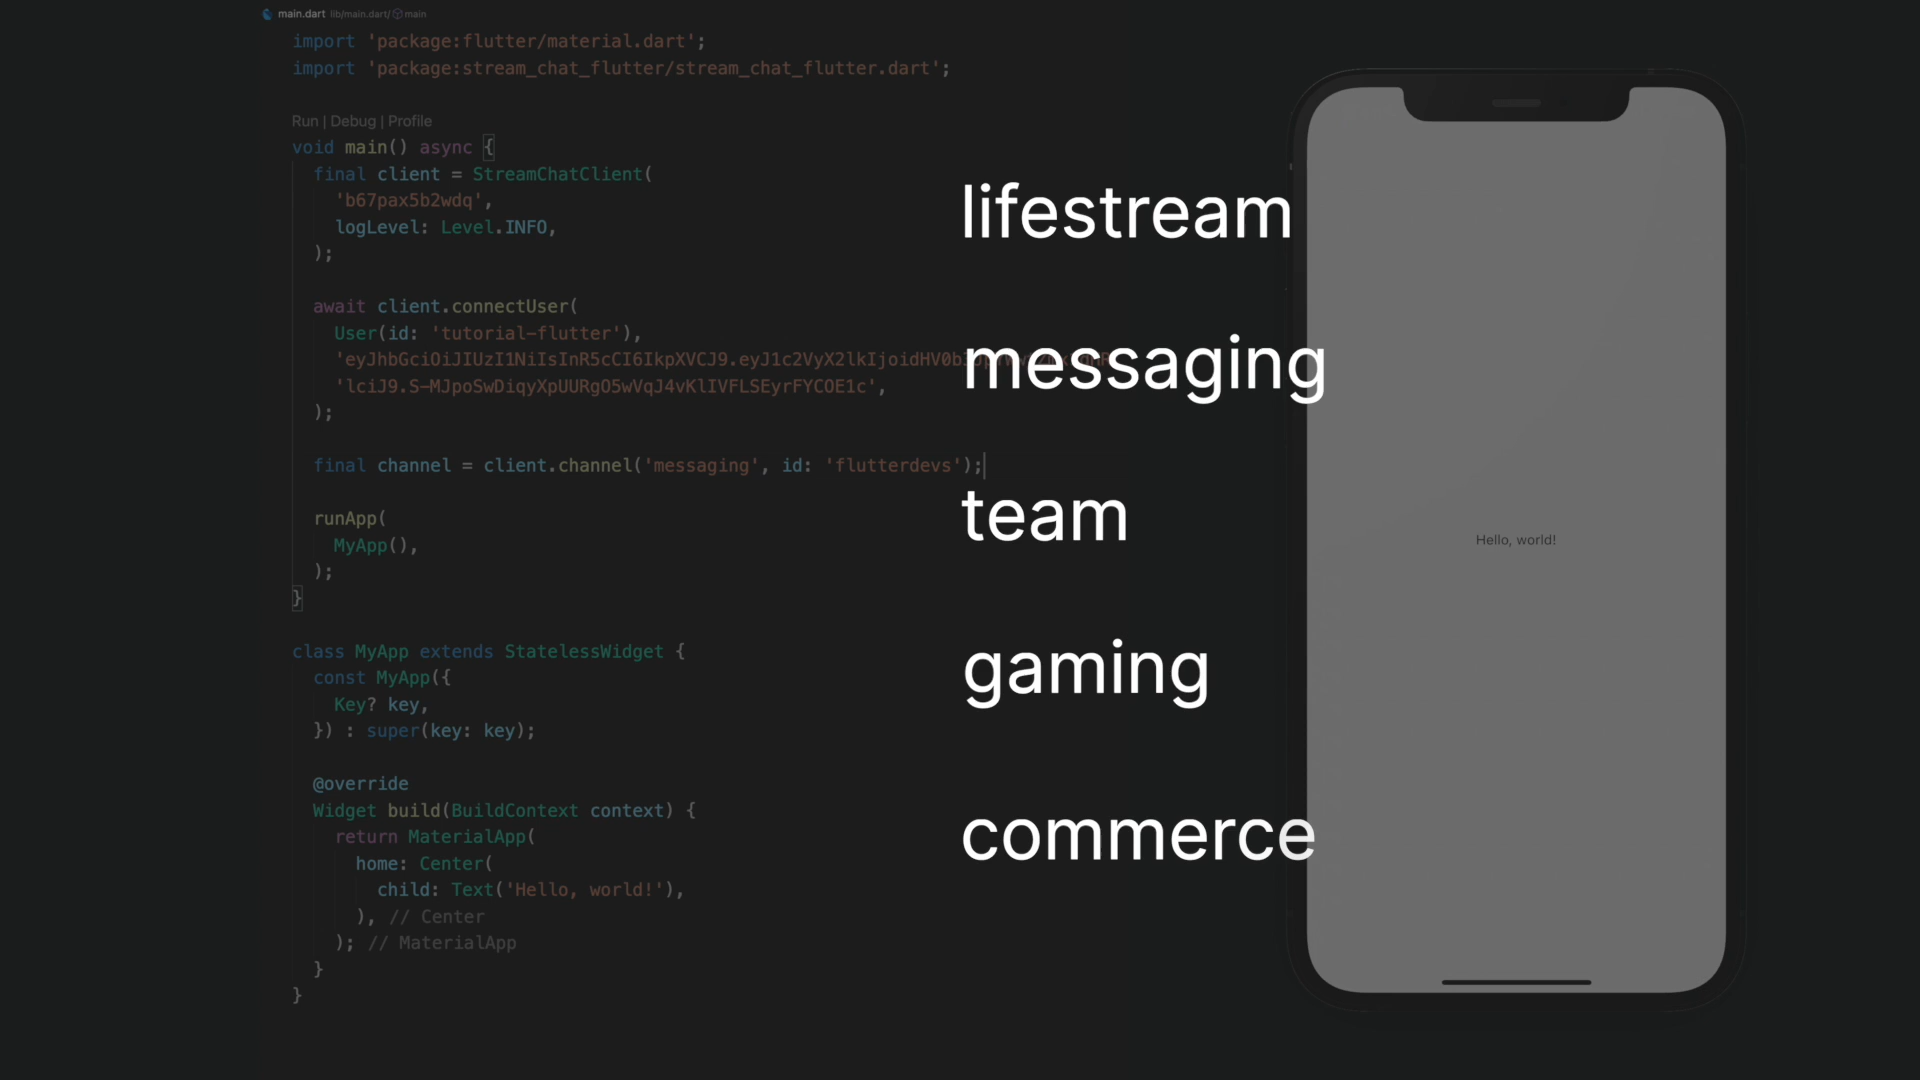 main.dart lib/main.dart/ main
import 'package:flutter/material.dart';
import 'package:stream_chat_flutter/stream_chat_flutter.dart';
Run | Debug | Profile
void main() async {
final client = StreamChatClient(
'b67pax5b2wdq',
logLevel: Level.INFO,
);
await client.connectUser(
User(id: 'tutorial-flutter'),
'lciJ9.S-MJpoSwDiqyXpUURgO5wVqJ4vKlIVFLSEyrFYCOE1c',
);
final channel = client.channel('messaging', id: 'flutterdevs');
runApp(
MyApp(),
);
}
class MyApp extends StatelessWidget {
const MyApp({
Key? key,
}) : super(key: key);
@override
Widget build(BuildContext context) {
return MaterialApp(
home: Center(
child: Text('Hello, world!'),
), // Center
); // MaterialApp
}
}
lifestream
messaging
team
gaming
commerce
Hello, world!